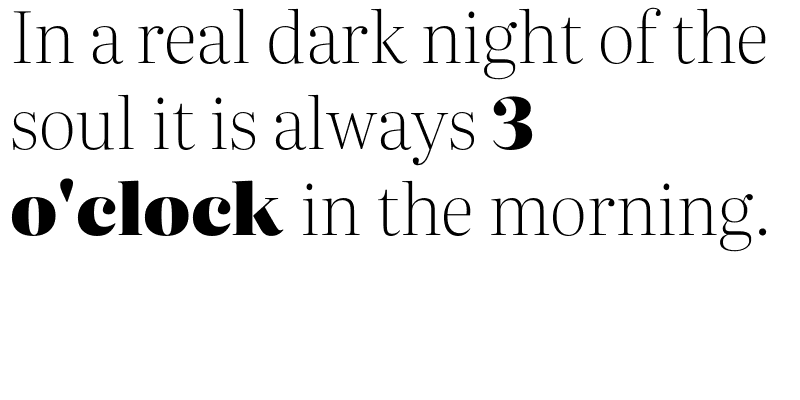 In a real dark night of the
soul it is always 3
o'clock in the morning.